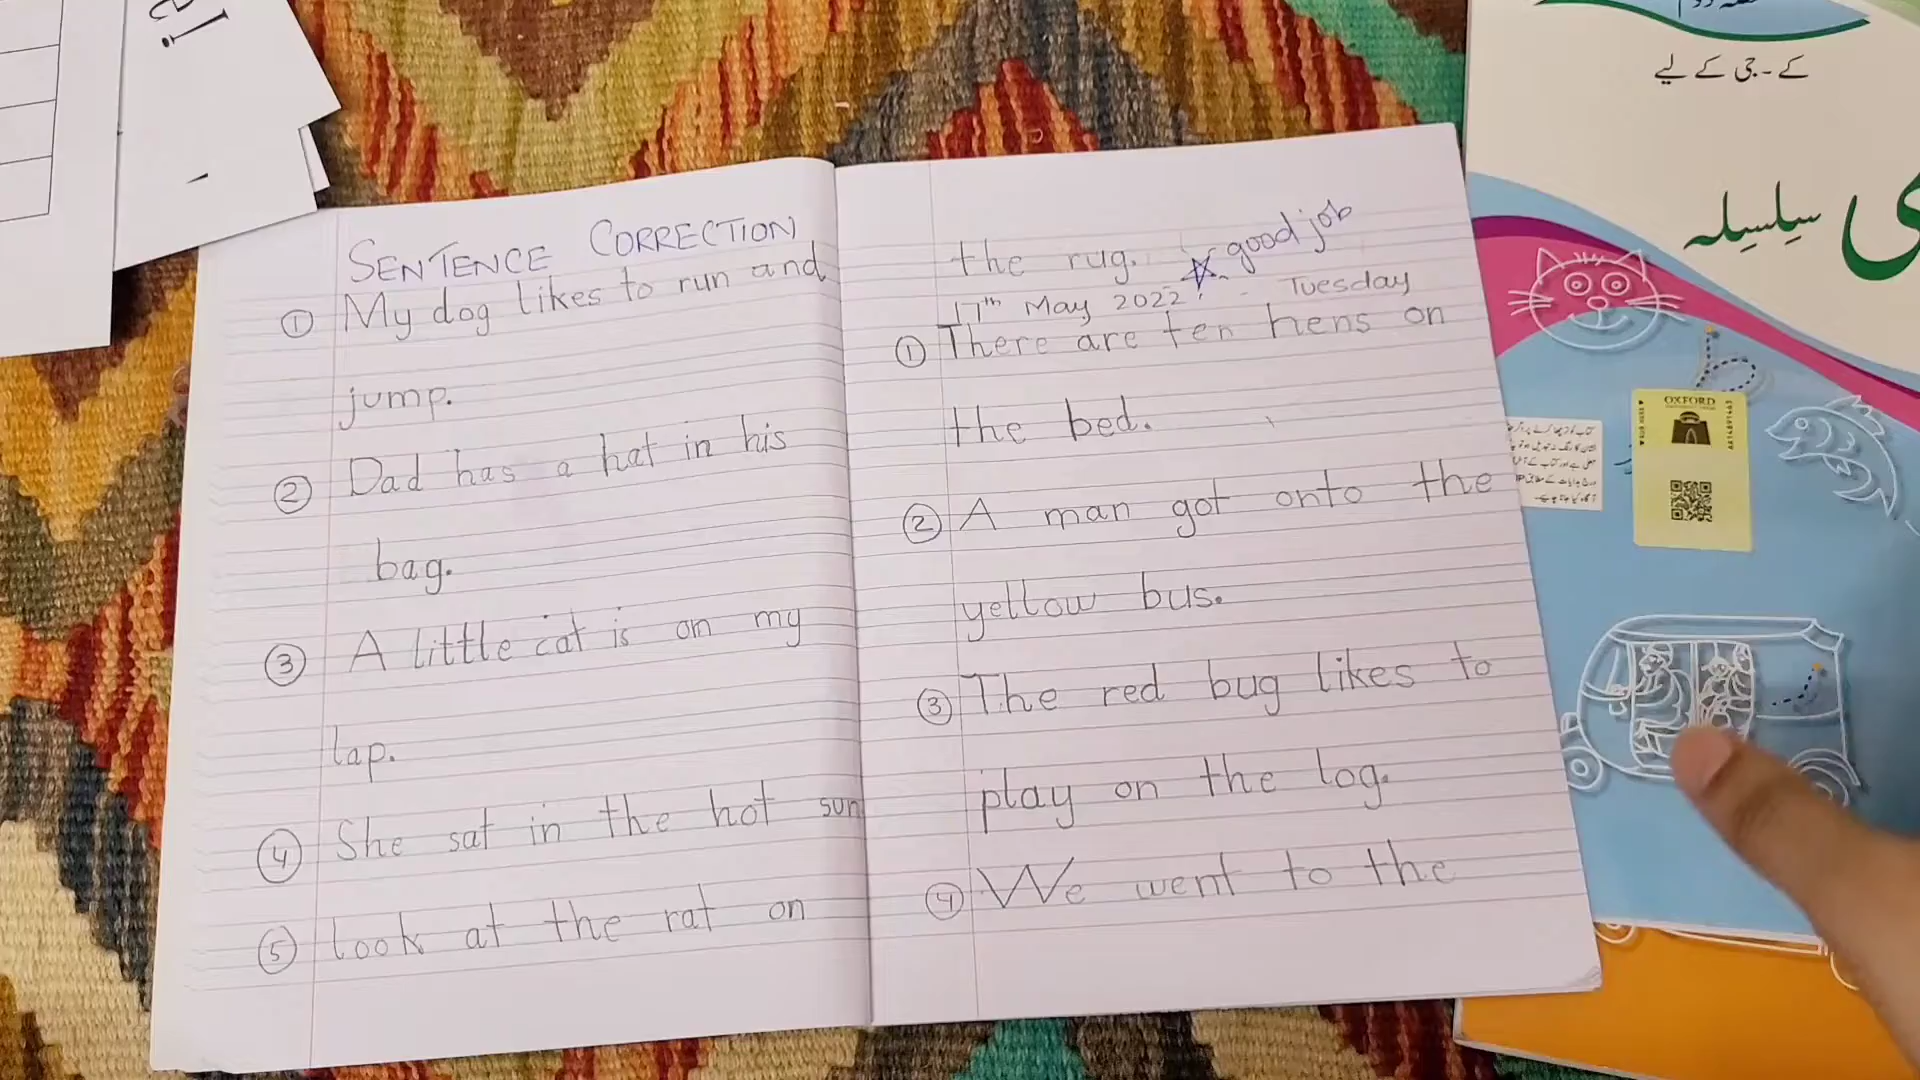 SENTENCE CORRECTION
① My dog likes to run and
jump.
② Dad has a hat in his
bag.
③ A little cat is on my
lap.
④ She sat in the hot sun
⑤ look at the rat on
the rug. good job
17th May 2022 Tuesday
① There are ten hens on
the bed.
② A man got onto the
yellow bus.
③ The red bug likes to
play on the log.
④ We went to the
کے - جی کے لیے
سلسلہ
OXFORD